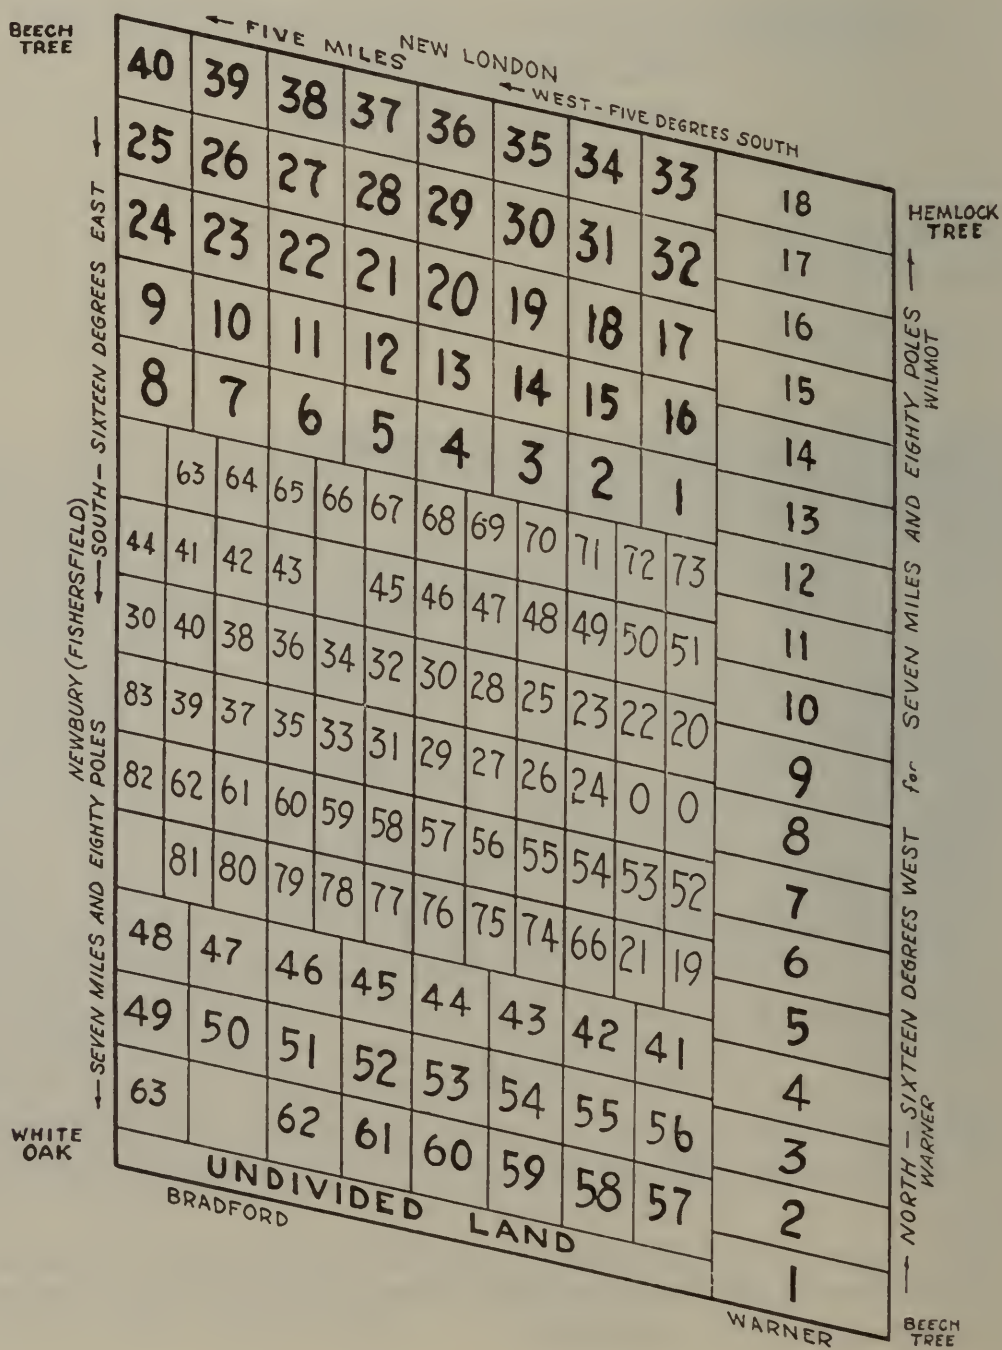 BEECH
TREE
← FIVE MILES
NEW LONDON
← WEST-FIVE DEGREES SOUTH
HEMLOCK
TREE
← SOUTH - SIXTEEN DEGREES EAST ←
NEWBURY (FISHERSFIELD)
← SEVEN MILES AND EIGHTY POLES
40 39 38 37 36 35 34 33
25 26 27 28 29 30 31 32
24 23 22 21 20 19 18 17
9 10 11 12 13 14 15 16
8 7 6 5 4 3 2 1
63 64 65 66 67 68 69 70 71 72 73
44 41 42 43 45 46 47 48 49 50 51
30 40 38 36 34 32 30 28 25 23 22 20
83 39 37 35 33 31 29 27 26 24 0 0
82 62 61 60 59 58 57 56 55 54 53 52
81 80 79 78 77 76 75 74 66 21 19
48 47 46 45 44 43 42 41
49 50 51 52 53 54 55 56
63 62 61 60 59 58 57
18
17
16
15
14
13
12
11
10
9
8
7
6
5
4
3
2
1
→ NORTH - SIXTEEN DEGREES WEST for SEVEN MILES AND EIGHTY POLES →
WARNER
WILMOT
WHITE
OAK
UNDIVIDED LAND
BRADFORD
WARNER
BEECH
TREE